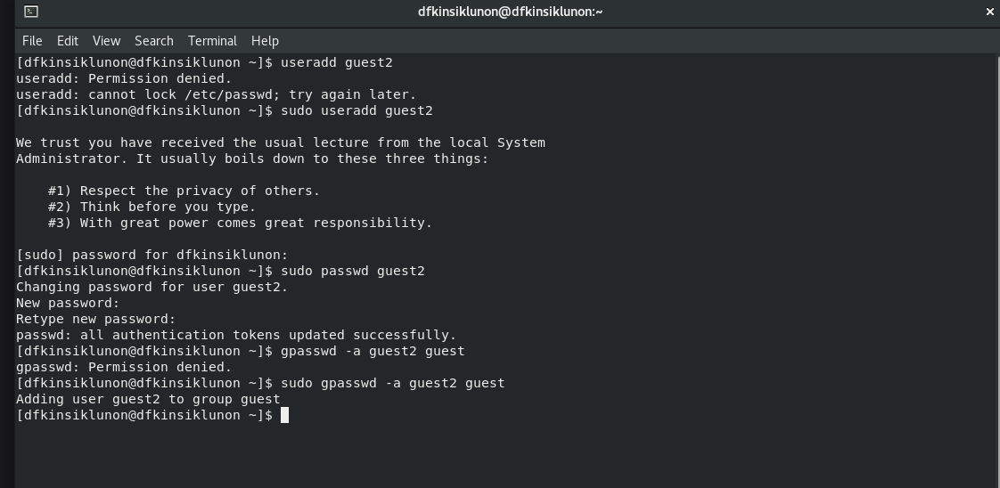 dfkinsiklunon@dfkinsiklunon:~
File Edit View Search Terminal Help
[dfkinsiklunon@dfkinsiklunon ~]$ useradd guest2
useradd: Permission denied.
useradd: cannot lock /etc/passwd; try again later.
[dfkinsiklunon@dfkinsiklunon ~]$ sudo useradd guest2
We trust you have received the usual lecture from the local System
Administrator. It usually boils down to these three things:
#1) Respect the privacy of others.
#2) Think before you type.
#3) With great power comes great responsibility.
[sudo] password for dfkinsiklunon:
[dfkinsiklunon@dfkinsiklunon ~]$ sudo passwd guest2
Changing password for user guest2.
New password:
Retype new password:
passwd: all authentication tokens updated successfully.
[dfkinsiklunon@dfkinsiklunon ~]$ gpasswd -a guest2 guest
gpasswd: Permission denied.
[dfkinsiklunon@dfkinsiklunon ~]$ sudo gpasswd -a guest2 guest
Adding user guest2 to group guest
[dfkinsiklunon@dfkinsiklunon ~]$